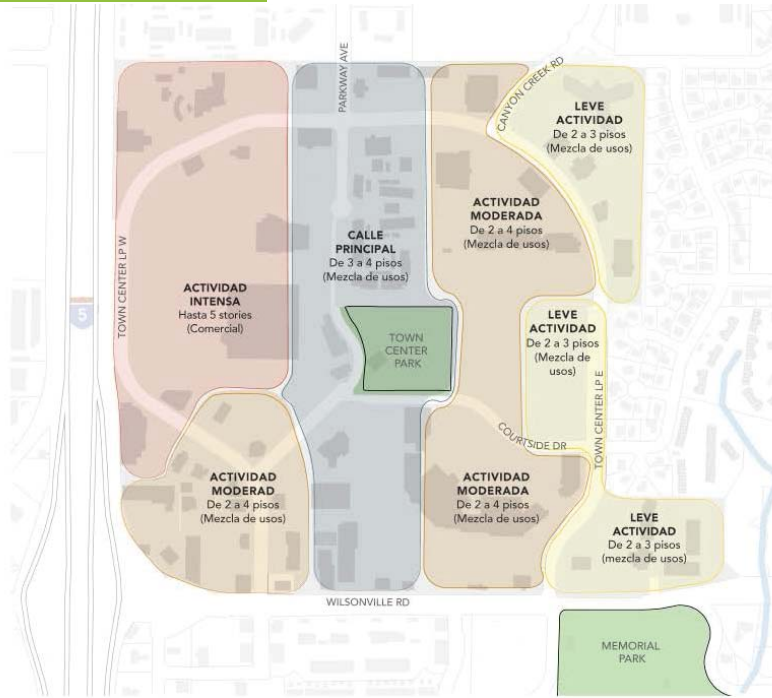 PARKWAY AVE
CANYON CREEK RD
LEVE
ACTIVIDAD
De 2 a 3 pisos
(Mezcla de usos)
ACTIVIDAD
MODERADA
De 2 a 4 pisos
(Mezcla de usos)
CALLE
PRINCIPAL
De 3 a 4 pisos
(Mezcla de usos)
TOWN CENTER LP W
5
ACTIVIDAD
INTENSA
Hasta 5 stories
(Comercial)
LEVE
ACTIVIDAD
De 2 a 3 pisos
(Mezcla de
usos)
TOWN
CENTER
PARK
TOWN CENTER LP E
COURTSIDE DR
ACTIVIDAD
MODERAD
De 2 a 4 pisos
(Mezcla de usos)
ACTIVIDAD
MODERADA
De 2 a 4 pisos
(Mezcla de usos)
LEVE
ACTIVIDAD
De 2 a 3 pisos
(mezcla de usos)
WILSONVILLE RD
MEMORIAL
PARK